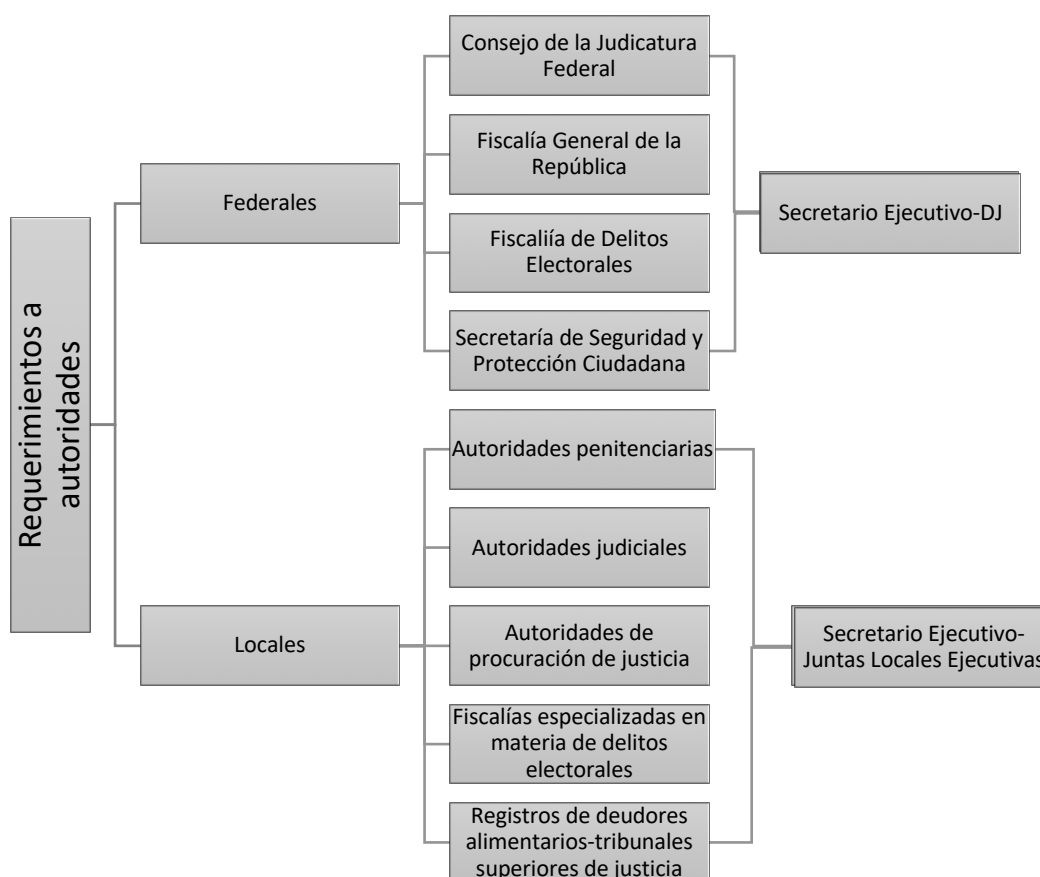 Requerimientos a
autoridades
Federales
Consejo de la Judicatura
Federal
Fiscalía General de la
República
Fiscaliía de Delitos
Electorales
Secretaría de Seguridad y
Protección Ciudadana
Secretario Ejecutivo-DJ
Locales
Autoridades penitenciarias
Autoridades judiciales
Autoridades de
procuración de justicia
Fiscalías especializadas en
materia de delitos
electorales
Registros de deudores
alimentarios-tribunales
superiores de justicia
Secretario Ejecutivo-
Juntas Locales Ejecutivas